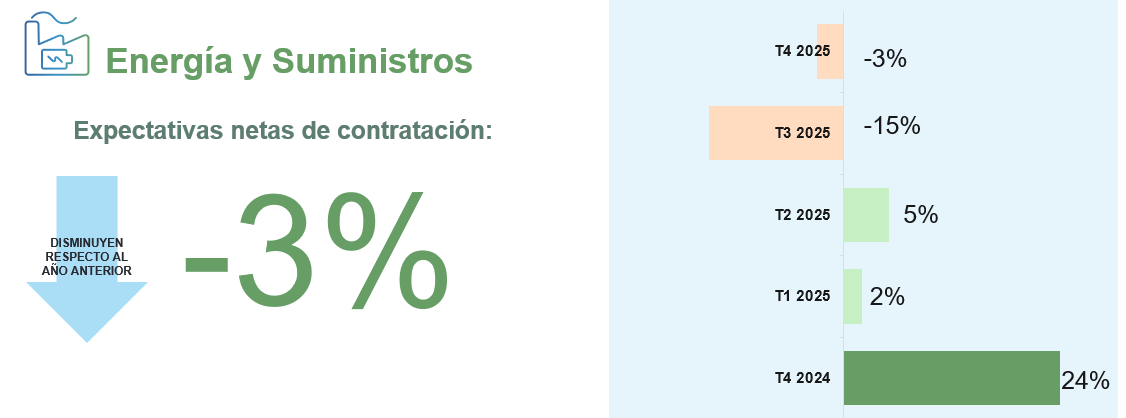 Energía y Suministros
Expectativas netas de contratación:
DISMINUYEN
RESPECTO AL
AÑO ANTERIOR
-3%
T4 2025
-3%
T3 2025
-15%
T2 2025
5%
T1 2025
2%
T4 2024
24%